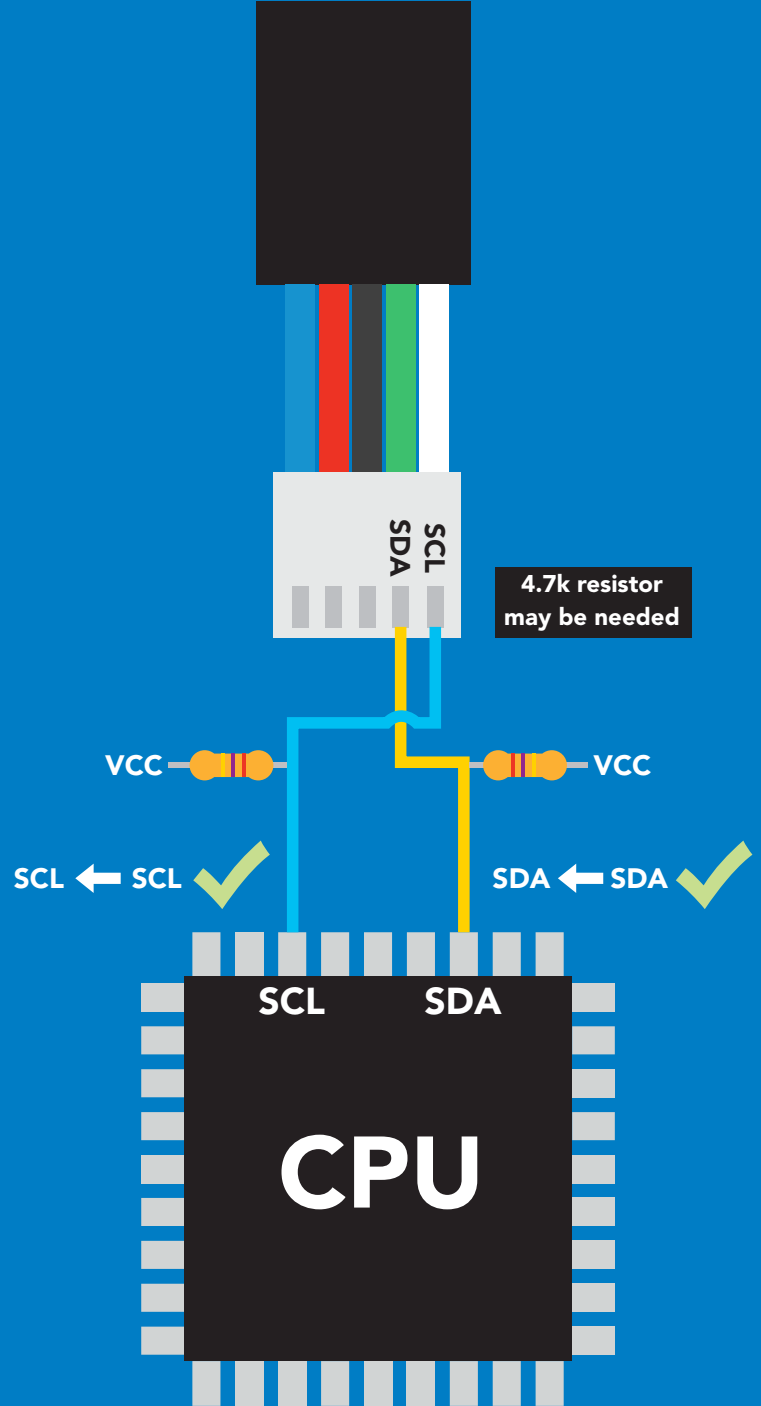 SDA
SCL
4.7k resistor
may be needed
VCC
VCC
SCL SCL
SDA SDA
SCL
SDA
CPU